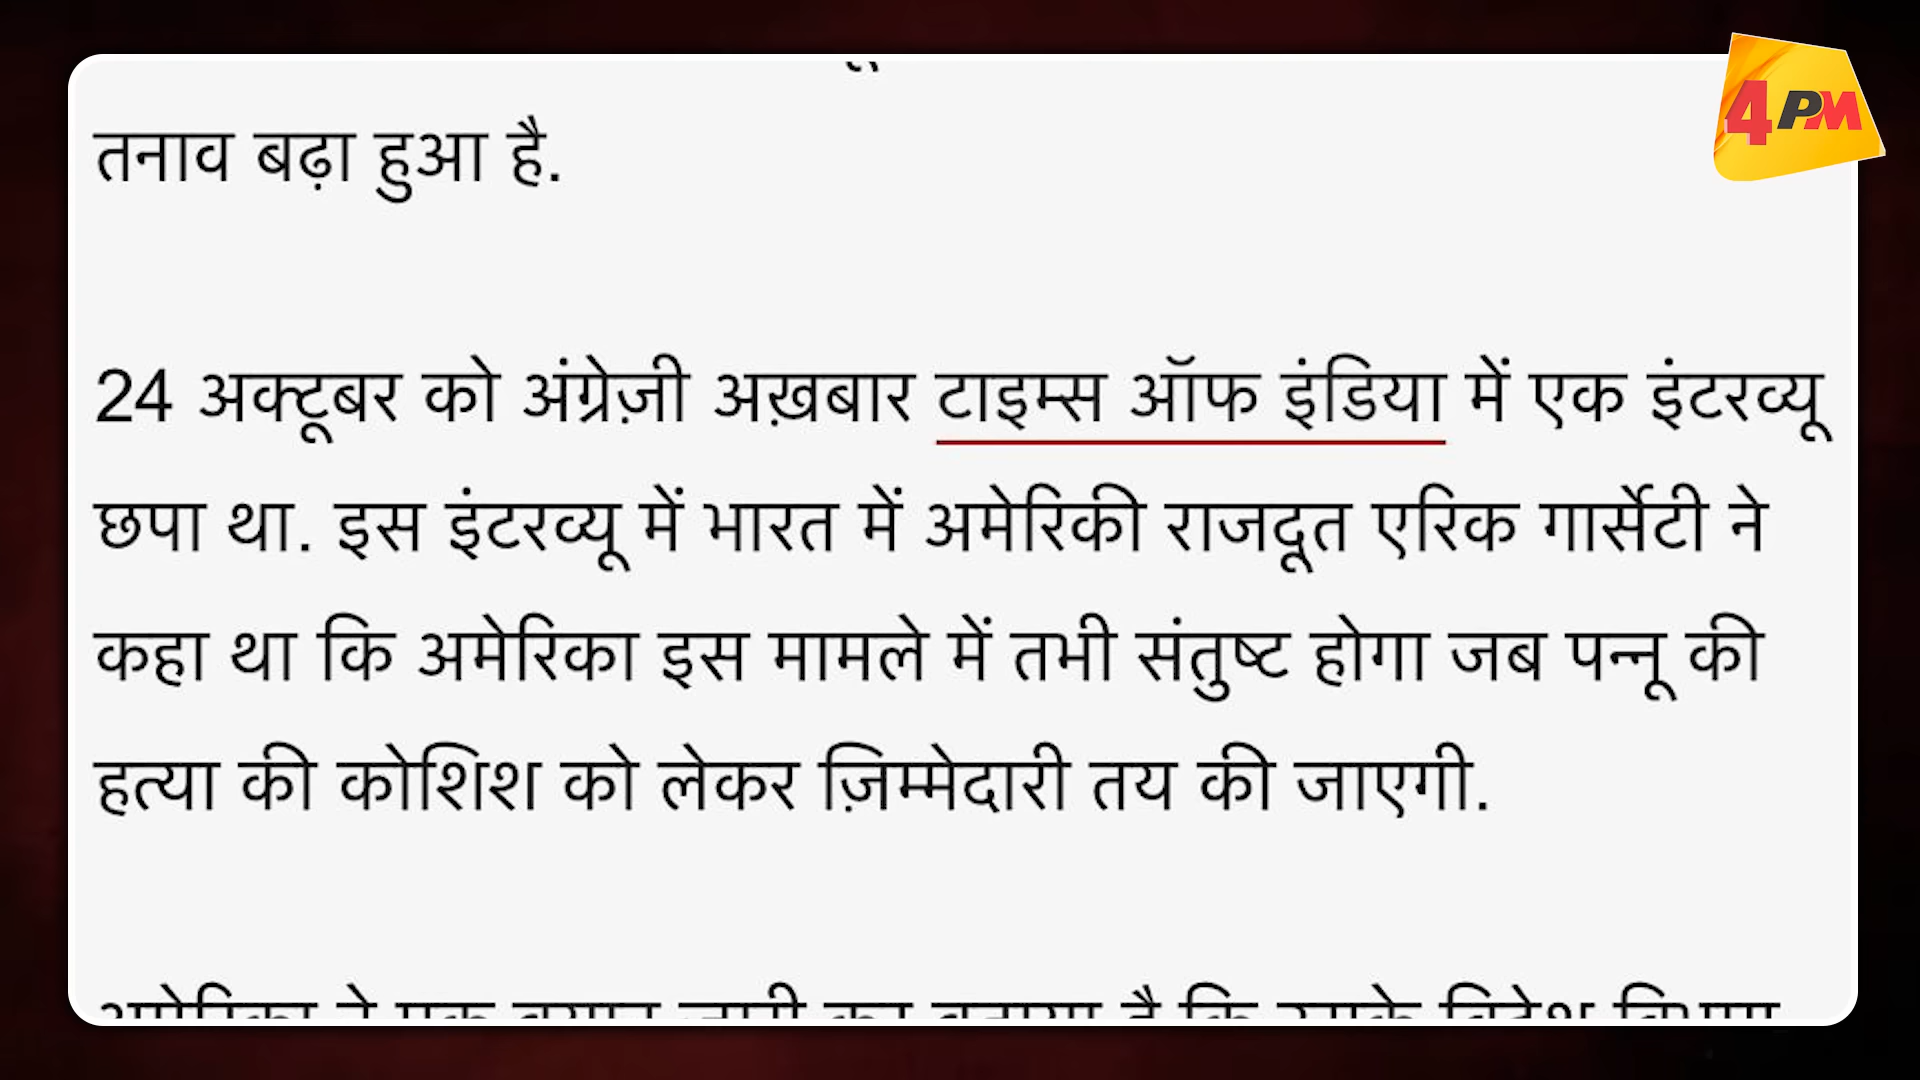 4PM
तनाव बढ़ा हुआ है.
24 अक्टूबर को अंग्रेज़ी अख़बार टाइम्स ऑफ इंडिया में एक इंटरव्यू
छपा था. इस इंटरव्यू में भारत में अमेरिकी राजदूत एरिक गार्सेटी ने
कहा था कि अमेरिका इस मामले में तभी संतुष्ट होगा जब पन्नू की
हत्या की कोशिश को लेकर ज़िम्मेदारी तय की जाएगी.